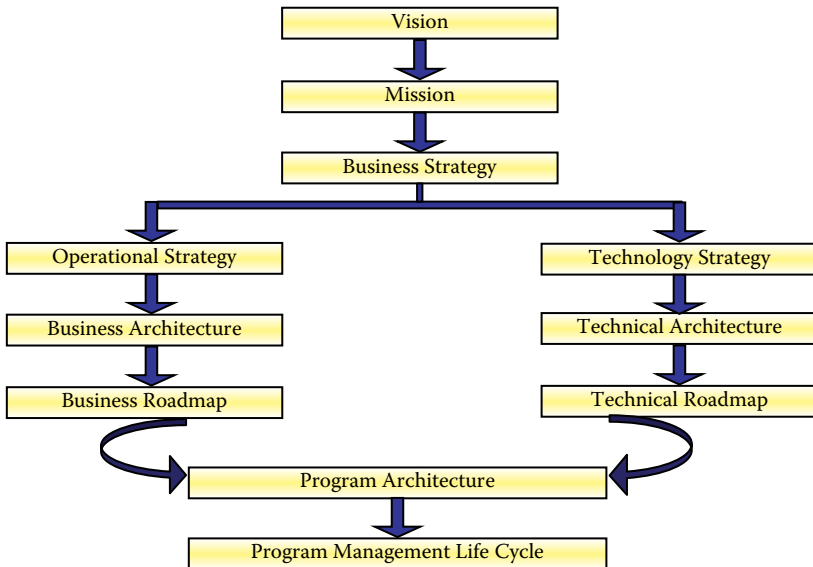 Vision
Mission
Business Strategy
Operational Strategy
Technology Strategy
Business Architecture
Technical Architecture
Business Roadmap
Technical Roadmap
Program Architecture
Program Management Life Cycle